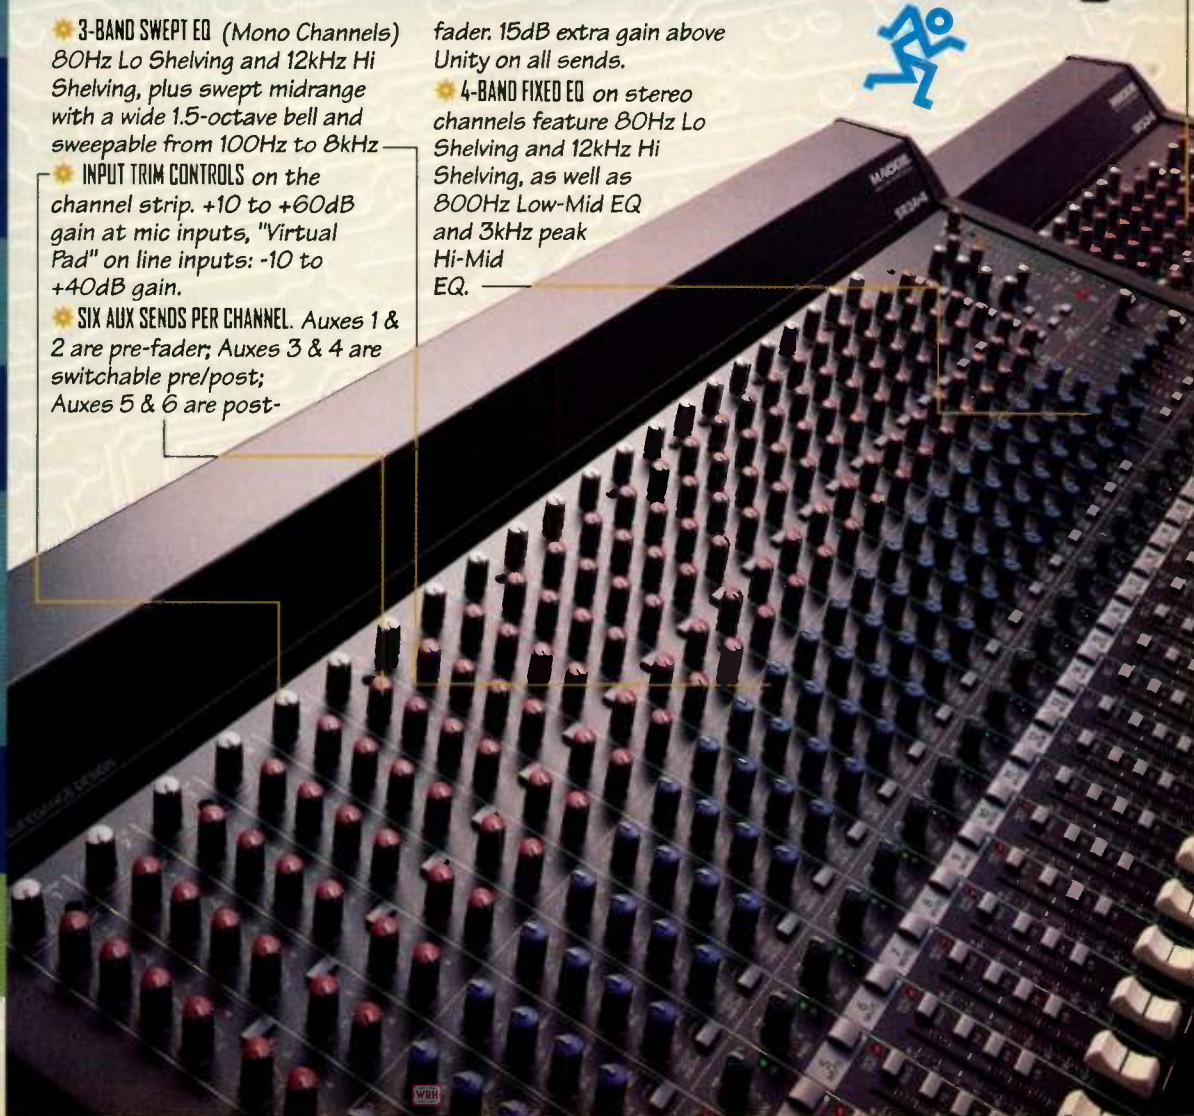 3-BAND SWEPT EQ (Mono Channels)
80Hz Lo Shelving and 12kHz Hi
Shelving, plus swept midrange
with a wide 1.5-octave bell and
sweepable from 100Hz to 8kHz
INPUT TRIM CONTROLS on the
channel strip. +10 to +60dB
gain at mic inputs, "Virtual
Pad" on line inputs: -10 to
+40dB gain.
SIX AUX SENDS PER CHANNEL. Auxes 1 &
2 are pre-fader; Auxes 3 & 4 are
switchable pre/post;
Auxes 5 & 6 are post-
fader. 15dB extra gain above
Unity on all sends.
4-BAND FIXED EQ on stereo
channels feature 80Hz Lo
Shelving and 12kHz Hi
Shelving, as well as
800Hz Low-Mid EQ
and 3kHz peak
Hi-Mid
EQ.
MACKIE
WRH